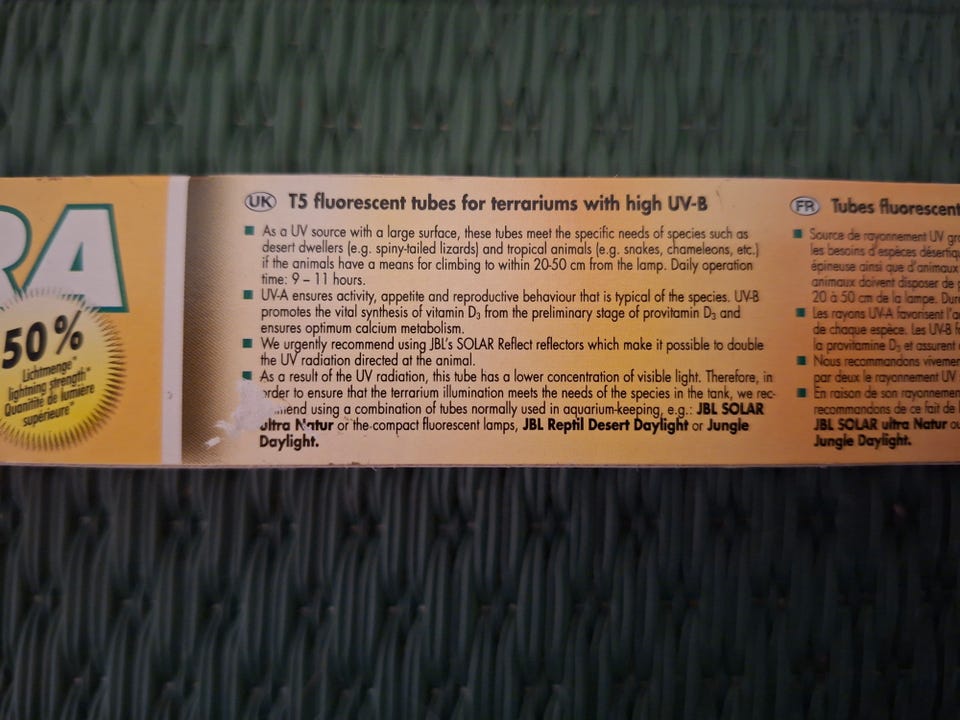 RA
50%
Lichtmenge*
lightning strength*
Quantité de lumière
supérieure*
UK T5 fluorescent tubes for terrariums with high UV-B
As a UV source with a large surface, these tubes meet the specific needs of species such as
desert dwellers (e.g. spiny-tailed lizards) and tropical animals (e.g. snakes, chameleons, etc.)
if the animals have a means for climbing to within 20-50 cm from the lamp. Daily operation
time: 9 – 11 hours.
UV-A ensures activity, appetite and reproductive behaviour that is typical of the species. UV-B
promotes the vital synthesis of vitamin D₃ from the preliminary stage of provitamin D₃ and
ensures optimum calcium metabolism.
We urgently recommend using JBL's SOLAR Reflect reflectors which make it possible to double
the UV radiation directed at the animal.
As a result of the UV radiation, this tube has a lower concentration of visible light. Therefore, in
order to ensure that the terrarium illumination meets the needs of the species in the tank, we rec-
mend using a combination of tubes normally used in aquarium-keeping, e.g.: JBL SOLAR
ultra Natur or the compact fluorescent lamps, JBL Reptil Desert Daylight or Jungle
Daylight.
FR Tubes fluorescent
Source de rayonnement UV
les besoins d'espèces
épineuse ainsi que d'animaux
animaux doivent disposer de
20 à 50 cm de la lampe.
Les rayons UV-A favorisent
de chaque espèce. Les UV-B
la provitamine D₃ et assurent
Nous recommandons
par deux le rayonnement UV
En raison de son rayonnement
recommandons de ce fait de
JBL SOLAR ultra Natur ou
Jungle Daylight.